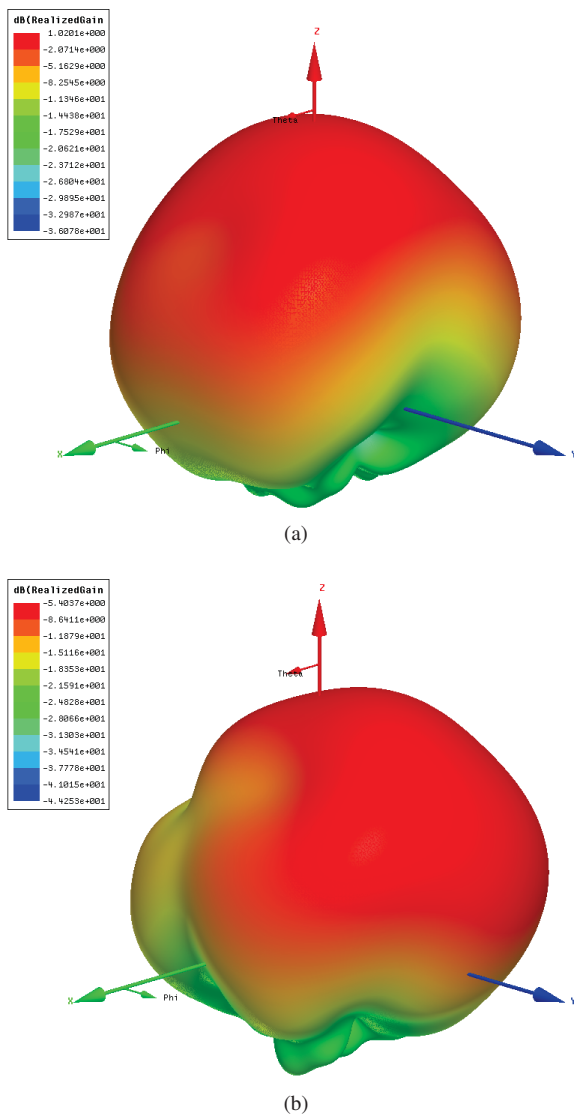 dB(RealizedGain
1.0201e+000
-2.0714e+000
-5.1629e+000
-8.2545e+000
-1.1346e+001
-1.4438e+001
-1.7529e+001
-2.0621e+001
-2.3712e+001
-2.6804e+001
-2.9895e+001
-3.2987e+001
-3.6078e+001
Z
Theta
X
Phi
Y
(a)
dB(RealizedGain
-5.4037e+000
-8.6411e+000
-1.1879e+001
-1.5116e+001
-1.8353e+001
-2.1591e+001
-2.4828e+001
-2.8066e+001
-3.1303e+001
-3.4541e+001
-3.7778e+001
-4.1015e+001
-4.4253e+001
Z
Theta
X
Phi
Y
(b)